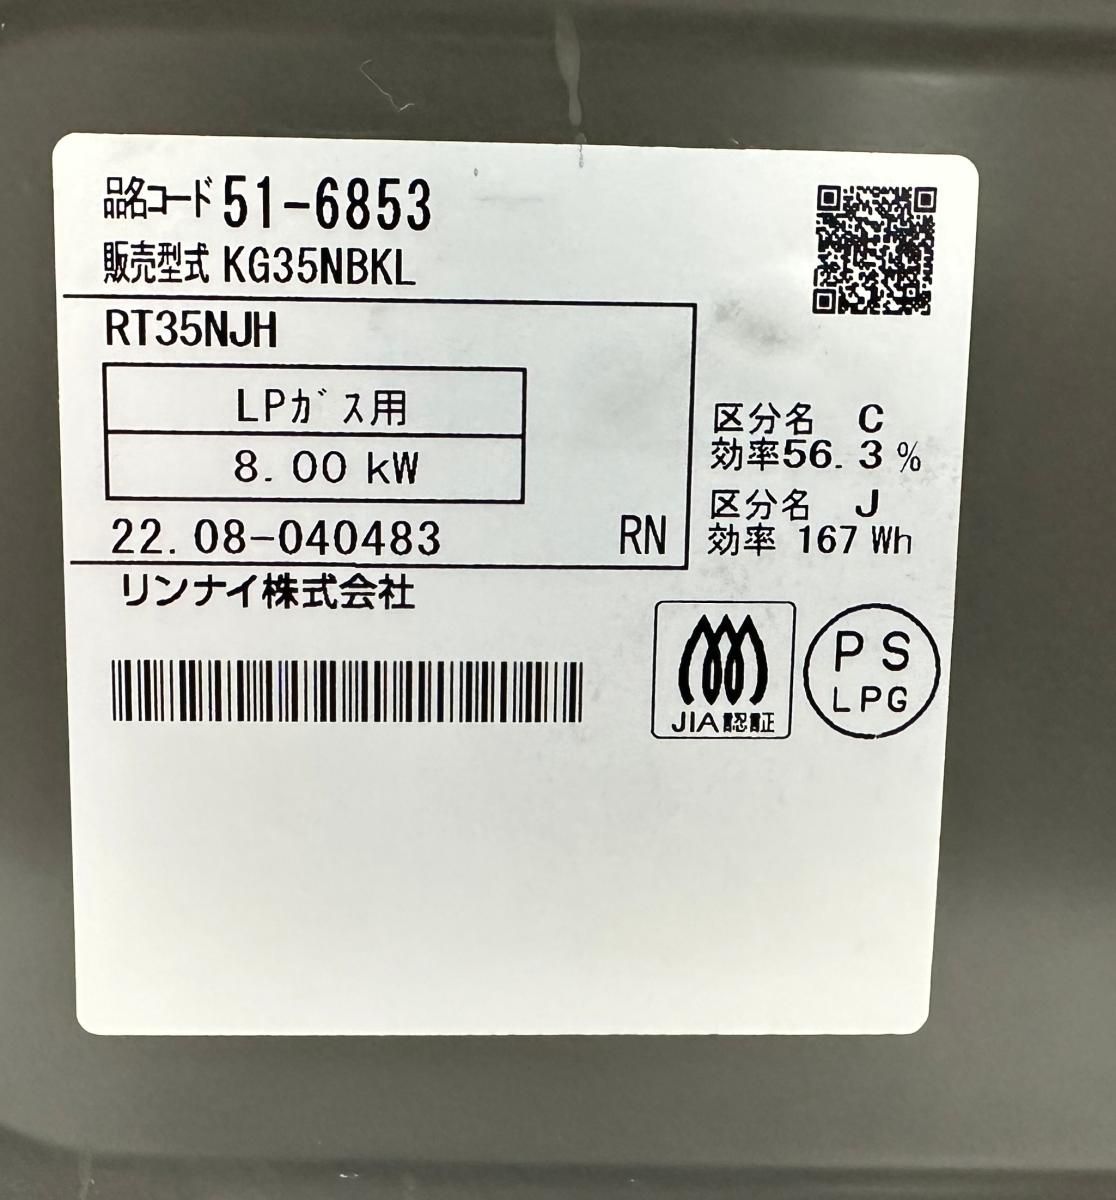 品名コード 51-6853
販売型式 KG35NBKL
RT35NJH
LPガス用
8.00 kW
22.08-040483 RN
リンナイ株式会社
区分名 C
効率56.3 %
区分名 J
効率 167 Wh
JIA認証
PS
LPG